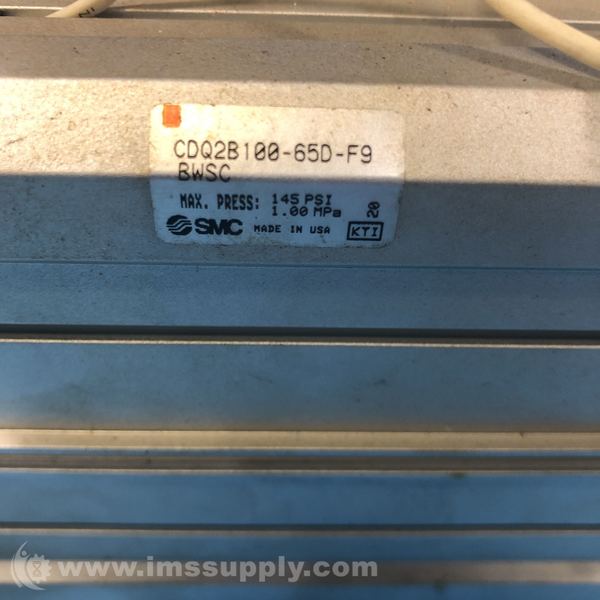 CDQ2B100-65D-F9
BWSC
MAX. PRESS: 145 PSI
1.00 MPa
20
SMC MADE IN USA KTI
www.imssupply.com